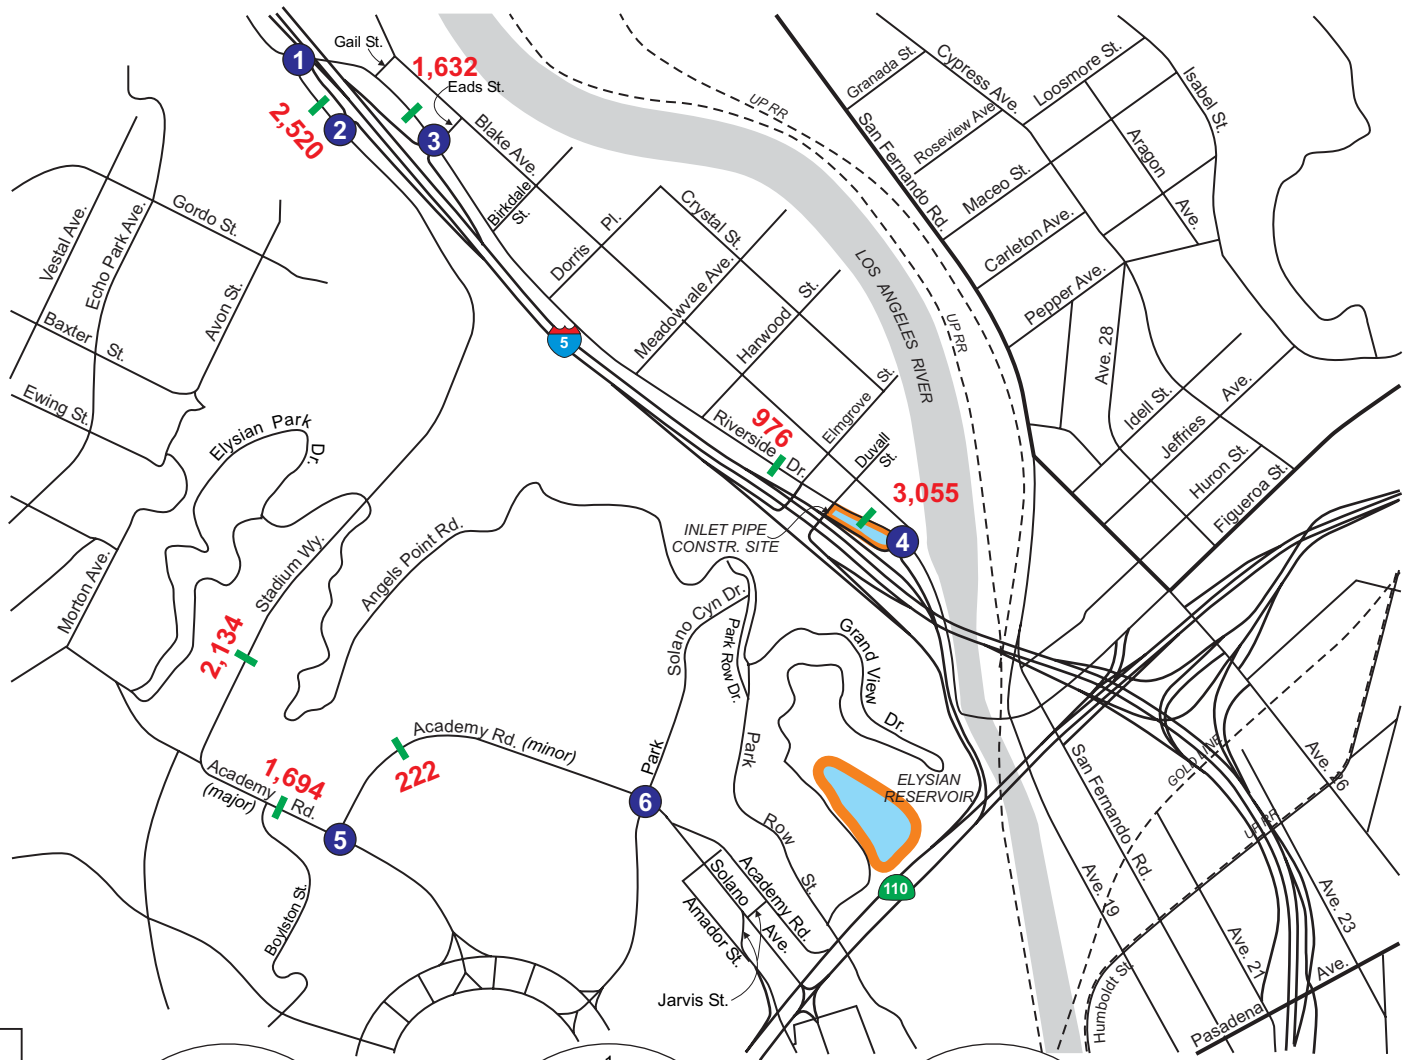 1
Gail St.
1,632
Eads St.
2,520
2
3
Blake Ave.
Birkdale
St.
UP RR
Granada St.
Cypress Ave.
Loosmore St.
Isabel St.
Roseview Ave.
Aragon
Ave.
San Fernando Rd.
Maceo St.
Carleton Ave.
Pepper Ave.
Vestal Ave.
Echo Park Ave.
Gordo St.
Avon St.
Baxter
St.
Ewing St.
Dorris
Pl.
Crystal St.
Meadowvale Ave.
Harwood
St.
LOS ANGELES RIVER
UP RR
5
Ave. 28
Idell St.
Ave.
Jeffries
Huron St.
Figueroa St.
Elysian Park
Dr.
976
Riverside
Dr.
Elmgrove
St.
Duvall
St.
3,055
INLET PIPE
CONSTR. SITE
4
Morton Ave.
Stadium Wy.
Angels Point Rd.
2,134
Solano Cyn Dr.
Park Row Dr.
Grand View
Dr.
Academy Rd. (minor)
222
Academy
Rd.
(major)
1,694
5
Park
6
Park
Row
St.
ELYSIAN
RESERVOIR
110
San Fernando Rd.
GOLD LINE
Ave. 26
UP RR
Boylston St.
Solano
Ave.
Academy Rd.
Amador St.
Jarvis St.
Ave. 19
Ave. 21
Ave. 23
Humboldt St.
Pasadena
Ave.